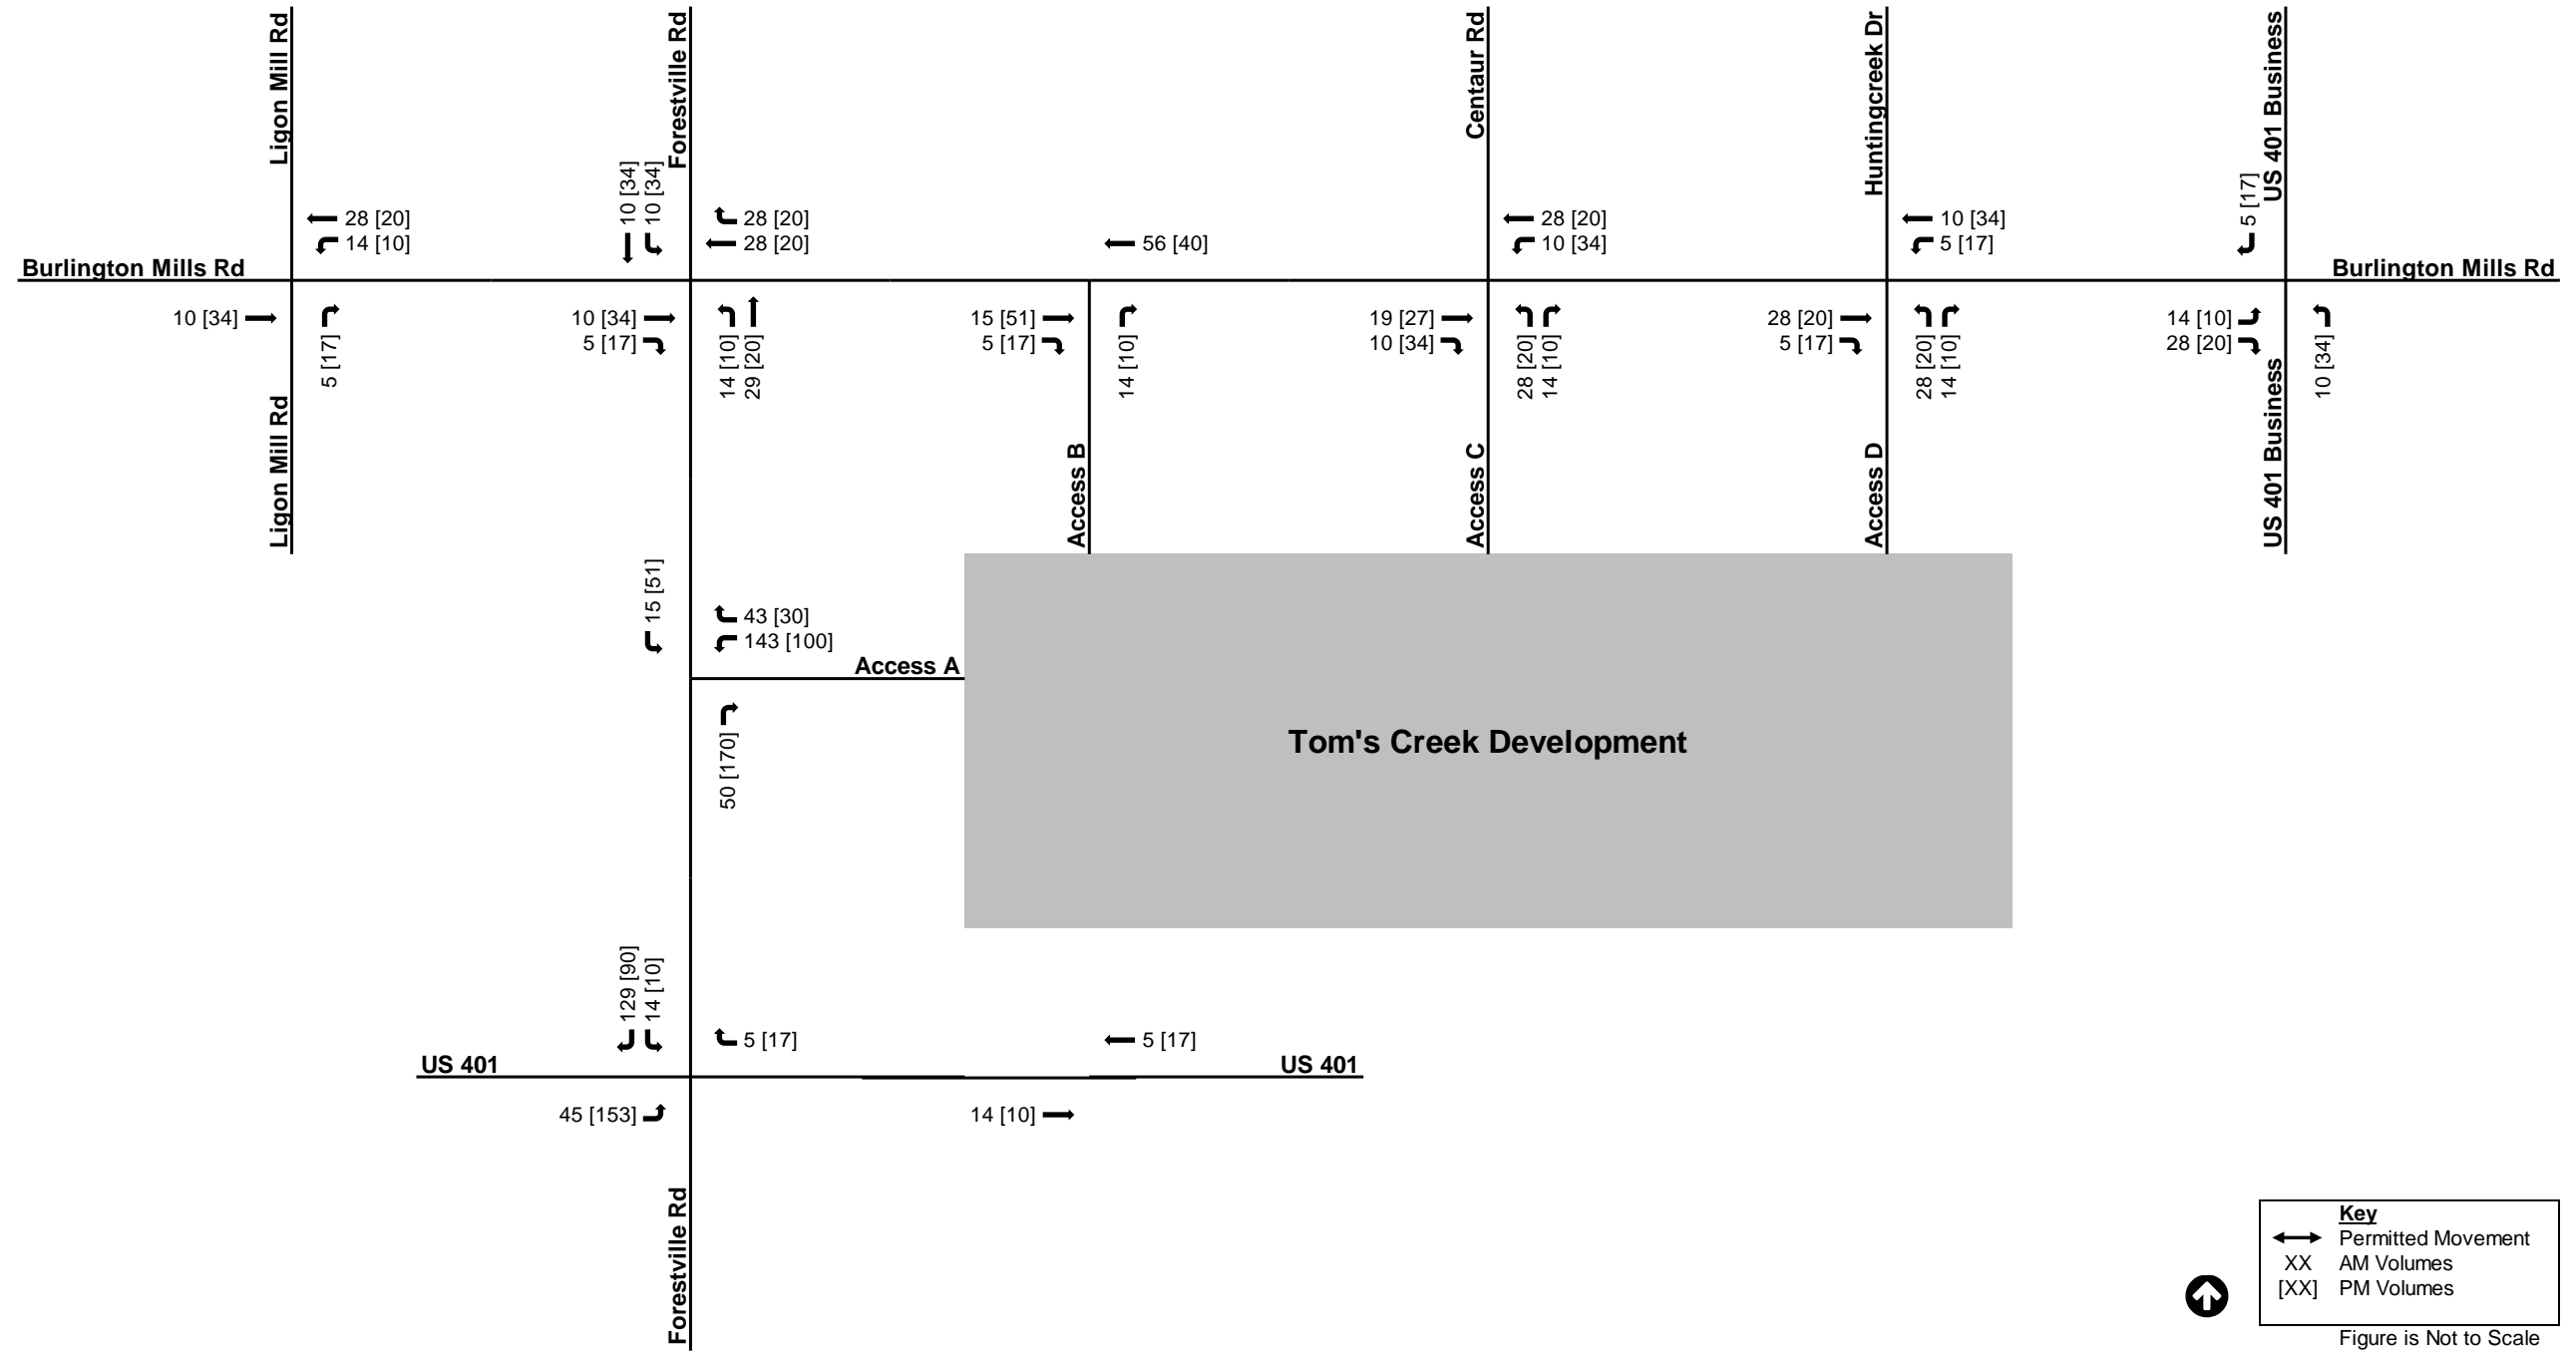 Ligon Mill Rd
Forestville Rd
Centaur Rd
Huntingcreek Dr
US 401 Business
10 [34]
10 [34]
5 [17]
28 [20]
14 [10]
28 [20]
28 [20]
56 [40]
28 [20]
10 [34]
10 [34]
5 [17]
Burlington Mills Rd
Burlington Mills Rd
10 [34]
5 [17]
10 [34]
5 [17]
14 [10]
29 [20]
15 [51]
5 [17]
14 [10]
19 [27]
10 [34]
28 [20]
14 [10]
28 [20]
5 [17]
28 [20]
14 [10]
14 [10]
28 [20]
10 [34]
Ligon Mill Rd
Access B
Access C
Access D
US 401 Business
15 [51]
43 [30]
143 [100]
Access A
50 [170]
Tom's Creek Development
129 [90]
14 [10]
5 [17]
5 [17]
US 401
US 401
45 [153]
14 [10]
Forestville Rd
Key
Permitted Movement
XX AM Volumes
[XX] PM Volumes
Figure is Not to Scale